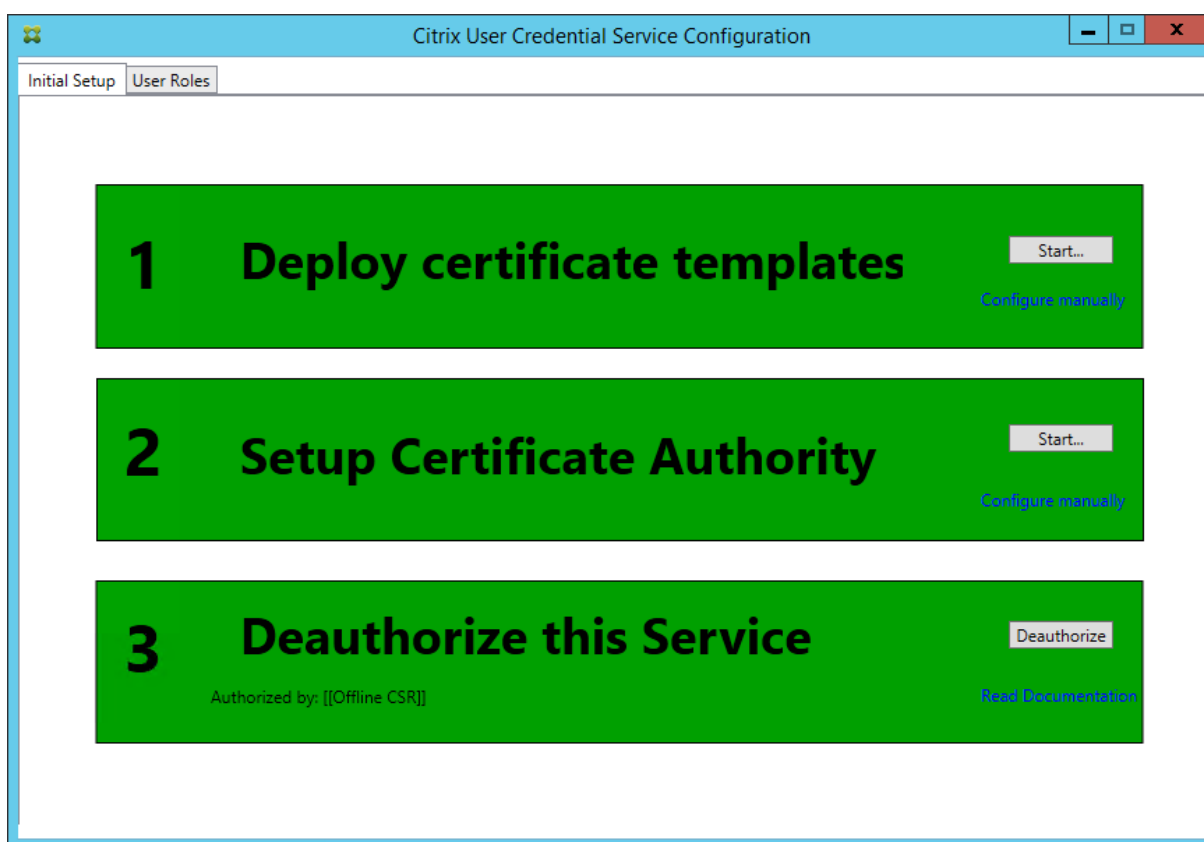 Citrix User Credential Service Configuration
Initial Setup
User Roles
1
Deploy certificate templates
Start...
Configure manually
2
Setup Certificate Authority
Start...
Configure manually
3
Deauthorize this Service
Deauthorize
Authorized by: [[Offline CSR]]
Read Documentation